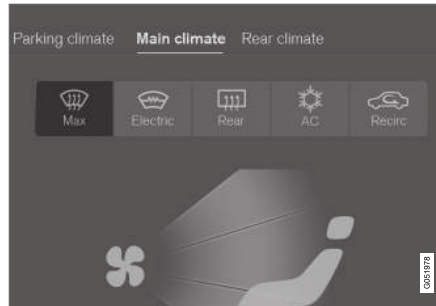 Parking climate Main climate Rear climate
Max Electric Rear AC Recirc
G051978